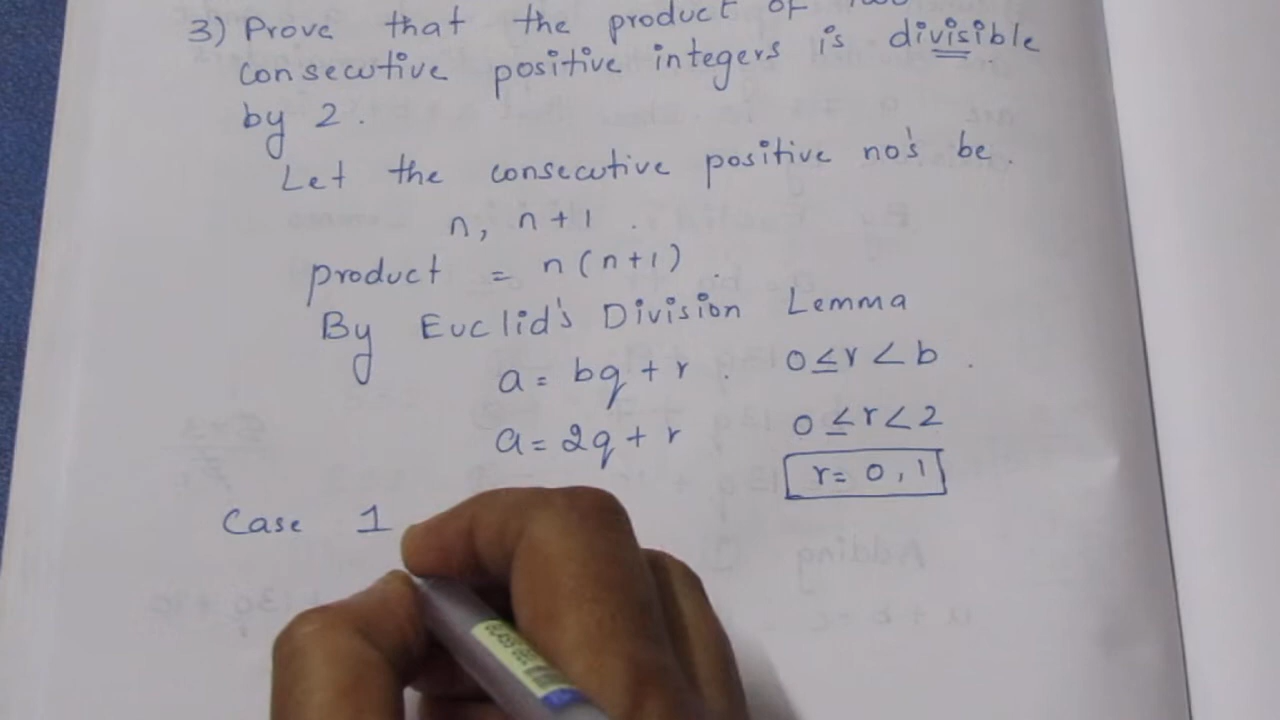 3) Prove that the product of two
consecutive positive integers is divisible
by 2.
Let the consecutive positive no's be.
n, n+1.
product = n(n+1).
By Euclid's Division Lemma
a = bq + r. 0≤r<b.
a = 2q + r 0≤r<2
r = 0, 1
Case 1